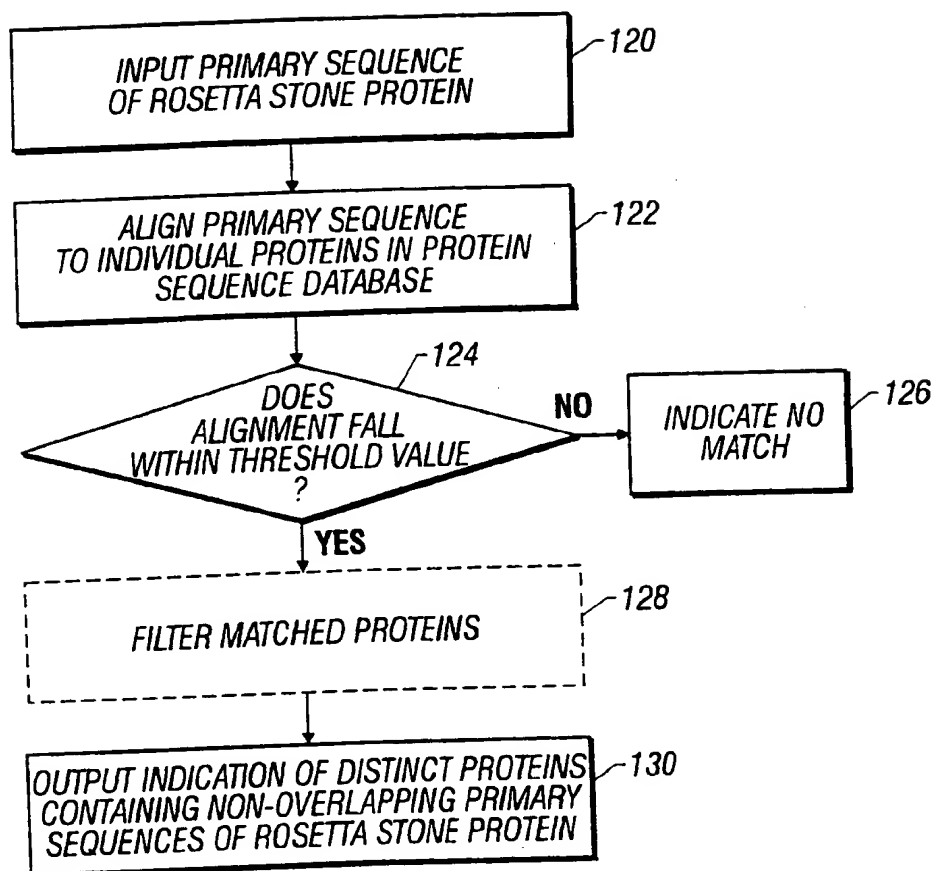 INPUT PRIMARY SEQUENCE
OF ROSETTA STONE PROTEIN
120
ALIGN PRIMARY SEQUENCE
TO INDIVIDUAL PROTEINS IN PROTEIN
SEQUENCE DATABASE
122
124
DOES
ALIGNMENT FALL
WITHIN THRESHOLD VALUE
?
NO
INDICATE NO
MATCH
126
YES
FILTER MATCHED PROTEINS
128
OUTPUT INDICATION OF DISTINCT PROTEINS
CONTAINING NON-OVERLAPPING PRIMARY
SEQUENCES OF ROSETTA STONE PROTEIN
130